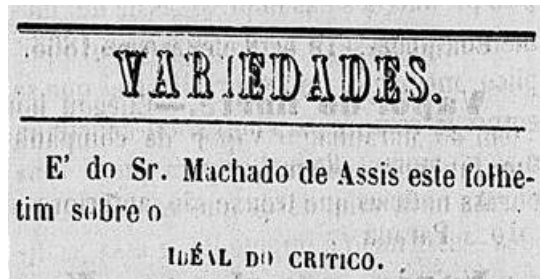 VARIEDADES.
E' do Sr. Machado de Assis este folhe-
tim sobre o
IDÉAL DO CRITICO.